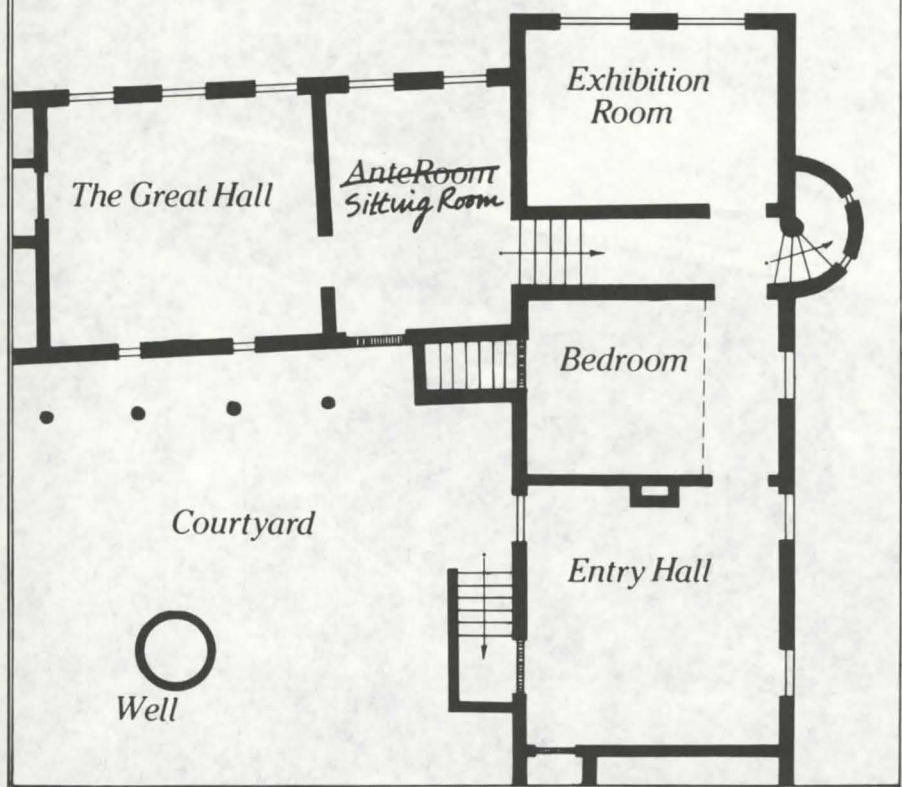 Exhibition
Room
The Great Hall
AnteRoom
Sitting Room
Bedroom
Courtyard
Entry Hall
Well